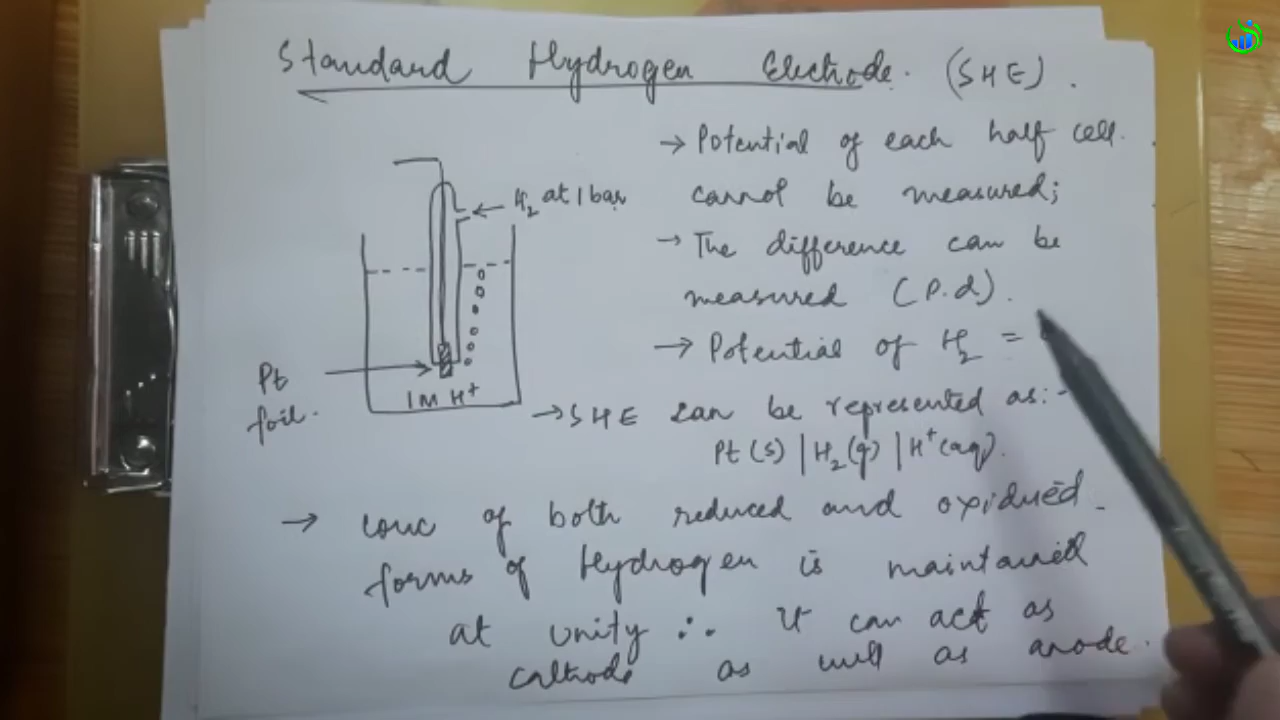 Standard Hydrogen Electrode. (SHE).
→ Potential of each half cell.
cannot be measured;
→ The difference can be
measured (P.d).
→ Potential of H₂ =
H₂ at 1 bar
Pt
foil.
1M H⁺
→ SHE can be represented as:-
Pt (s) | H₂(g) | H⁺(aq).
→ conc of both reduced and oxidued
forms of Hydrogen is maintained
at unity ∴ It can act as
cathode as well as anode.